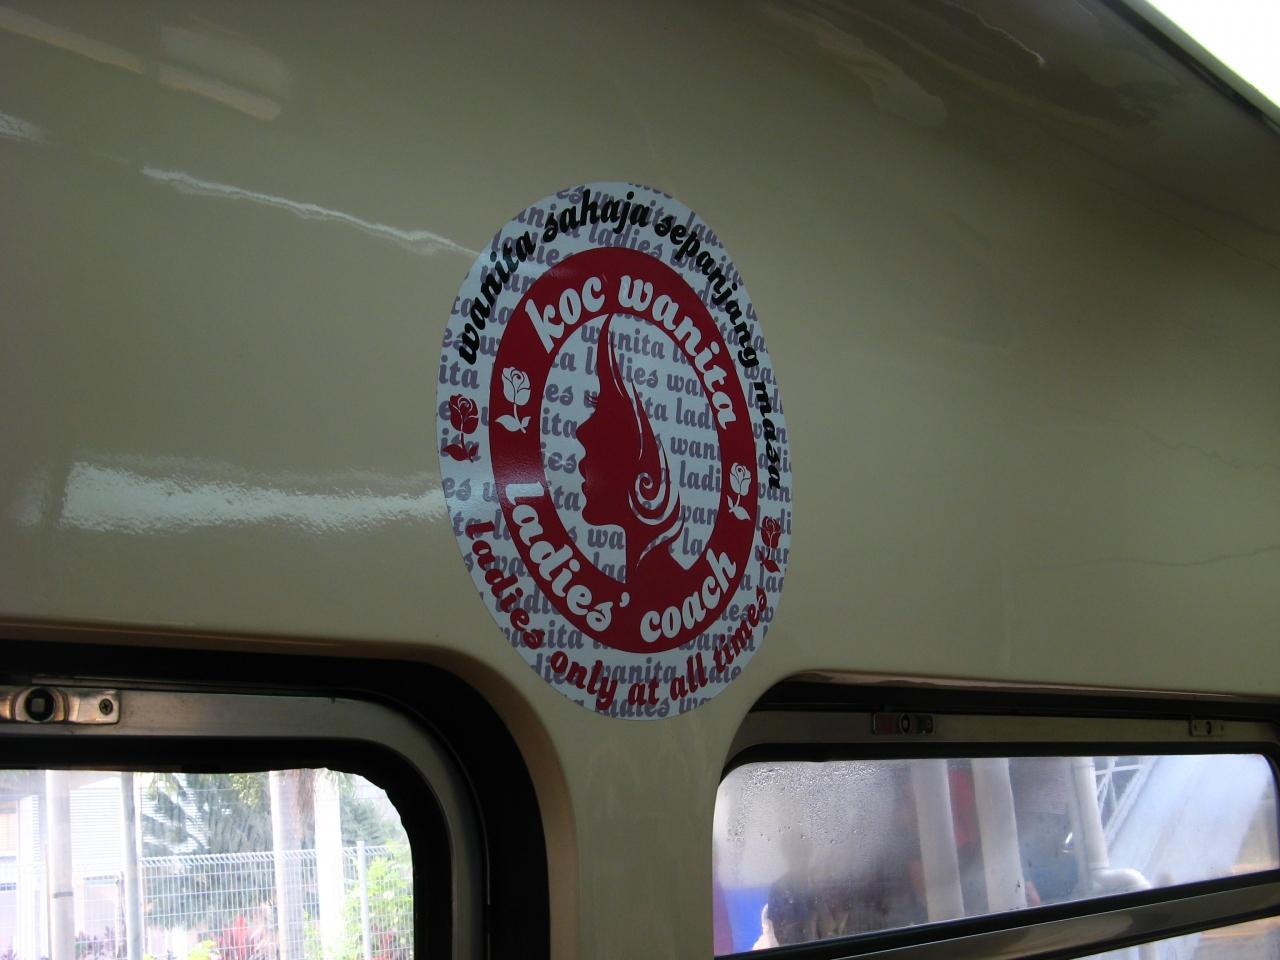 wanita sahaja sepanjang masa
koc wanita
ladies' coach
ladies only at all times